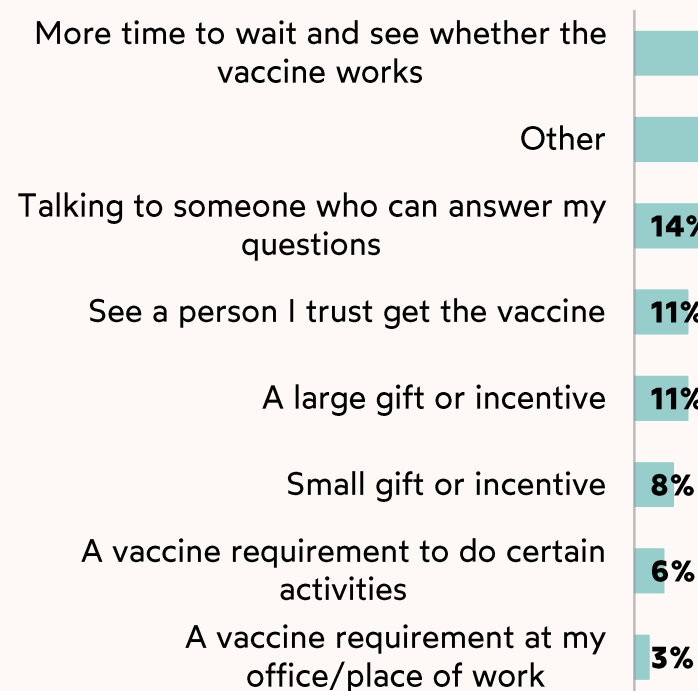 More time to wait and see whether the
vaccine works
Other
Talking to someone who can answer my
questions
14%
See a person I trust get the vaccine
11%
A large gift or incentive
11%
Small gift or incentive
8%
A vaccine requirement to do certain
activities
6%
A vaccine requirement at my
office/place of work
3%